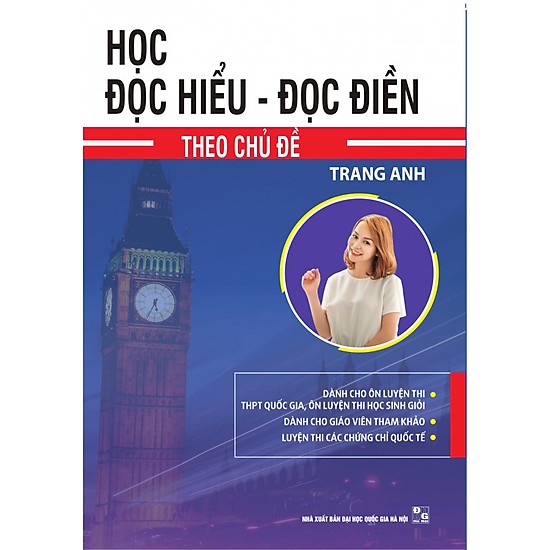 HỌC
ĐỌC HIỂU - ĐỌC ĐIỀN
THEO CHỦ ĐỀ
TRANG ANH
DÀNH CHO ÔN LUYỆN THI
THPT QUỐC GIA, ÔN LUYỆN THI HỌC SINH GIỎI
DÀNH CHO GIÁO VIÊN THAM KHẢO
LUYỆN THI CÁC CHỨNG CHỈ QUỐC TẾ
NHÀ XUẤT BẢN ĐẠI HỌC QUỐC GIA HÀ NỘI